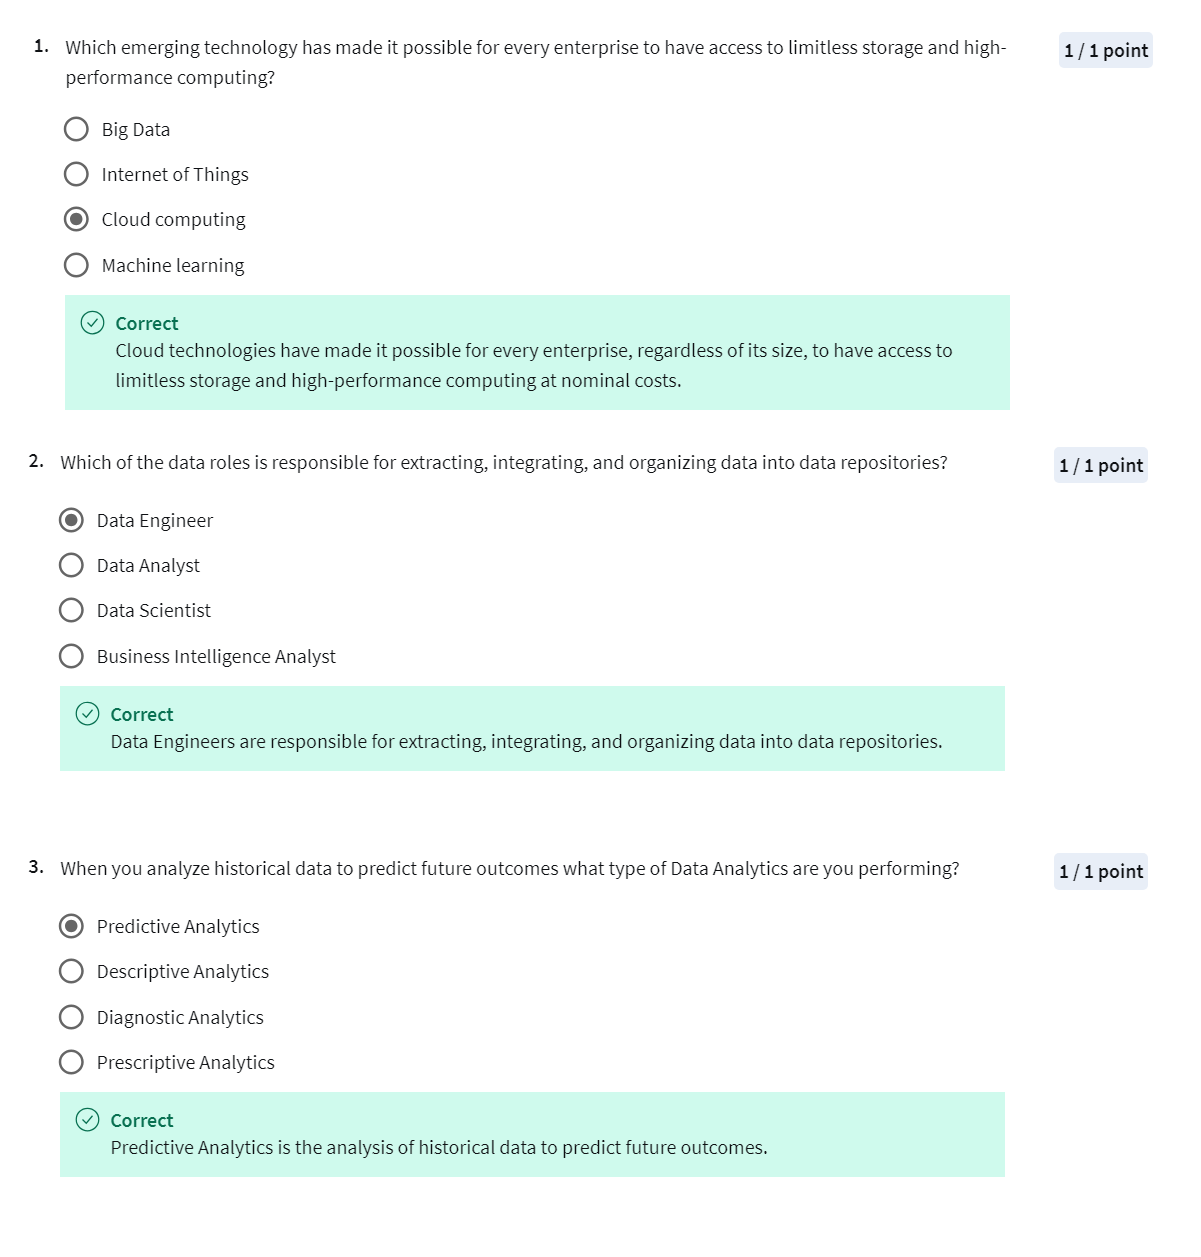 1. Which emerging technology has made it possible for every enterprise to have access to limitless storage and high-
performance computing?
1 / 1 point
Big Data
Internet of Things
Cloud computing
Machine learning
Correct
Cloud technologies have made it possible for every enterprise, regardless of its size, to have access to
limitless storage and high-performance computing at nominal costs.
2. Which of the data roles is responsible for extracting, integrating, and organizing data into data repositories?
1 / 1 point
Data Engineer
Data Analyst
Data Scientist
Business Intelligence Analyst
Correct
Data Engineers are responsible for extracting, integrating, and organizing data into data repositories.
3. When you analyze historical data to predict future outcomes what type of Data Analytics are you performing?
1 / 1 point
Predictive Analytics
Descriptive Analytics
Diagnostic Analytics
Prescriptive Analytics
Correct
Predictive Analytics is the analysis of historical data to predict future outcomes.